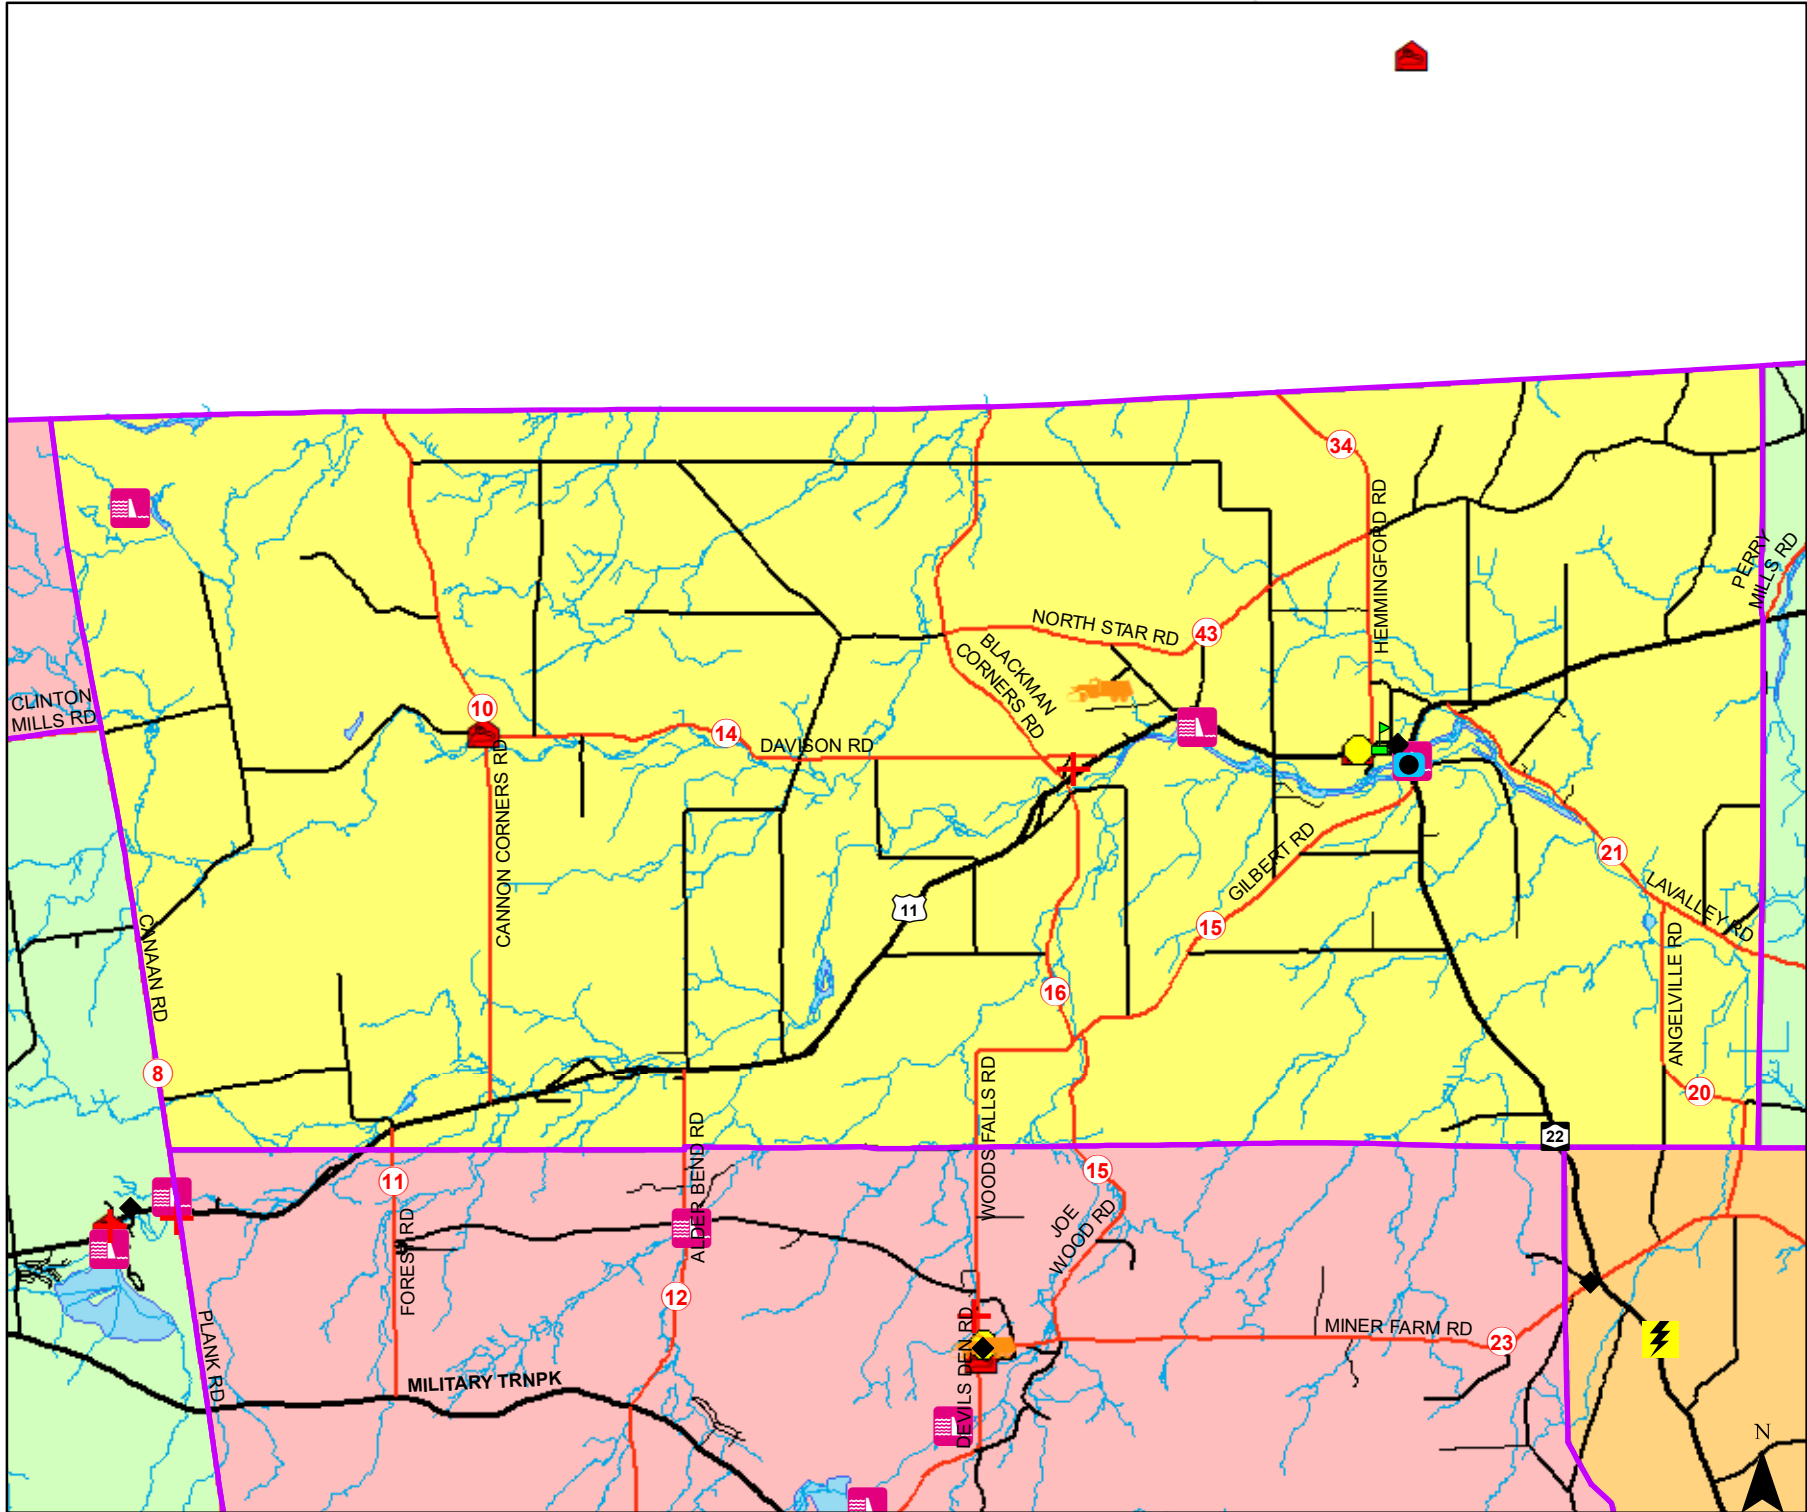 34
HEMMINGFORD RD
PERRY
MILLS RD
NORTH STAR RD
43
BLACKMAN
CORNERS RD
CLINTON
MILLS RD
10
14
DAVISON RD
CANNON CORNERS RD
GILBERT RD
21
LAVALLEY RD
11
15
CANAAN RD
ANGELVILLE RD
16
8
20
WOODS FALLS RD
ALDER BEND RD
22
11
15
FOREST RD
JOE
WOOD RD
12
PLANK RD
DEVILS DEN RD
MINER FARM RD
23
MILITARY TRNPK
N